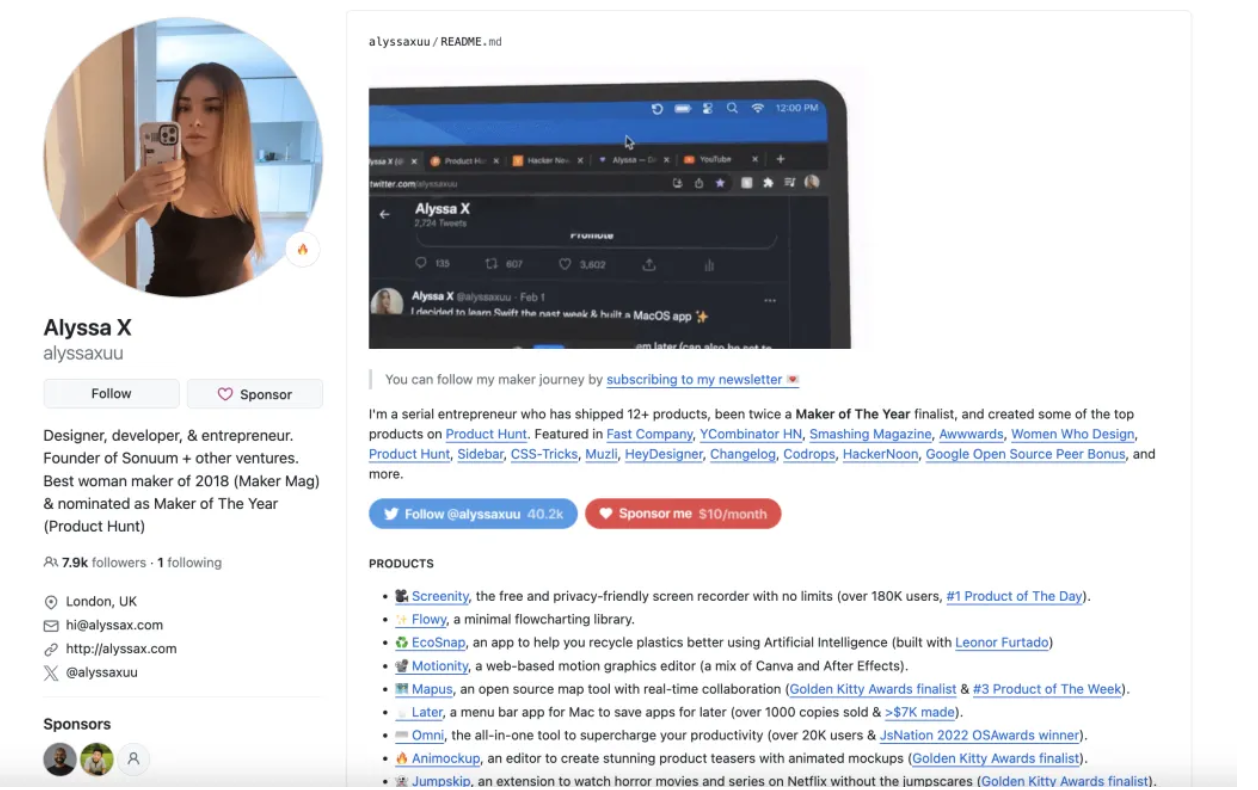 alyssaxuu/README.md
12:00 PM
Product Hu
Hacker Ne
Alyssa — D
YouTube
twitter.com/alyssaxuu
Alyssa X
2,724 Tweets
Promote
135 607 3,602
Alyssa X @alyssaxuu · Feb 1
I decided to learn Swift the past week & built a MacOS app ✨
em later (can also be set to
Alyssa X
alyssaxuu
Follow
Sponsor
Designer, developer, & entrepreneur.
Founder of Sonuum + other ventures.
Best woman maker of 2018 (Maker Mag)
& nominated as Maker of The Year
(Product Hunt)
7.9k followers · 1 following
London, UK
hi@alyssax.com
http://alyssax.com
@alyssaxuu
Sponsors
You can follow my maker journey by subscribing to my newsletter 💌
I'm a serial entrepreneur who has shipped 12+ products, been twice a Maker of The Year finalist, and created some of the top
products on Product Hunt. Featured in Fast Company, YCombinator HN, Smashing Magazine, Awwwards, Women Who Design,
Product Hunt, Sidebar, CSS-Tricks, Muzli, HeyDesigner, Changelog, Codrops, HackerNoon, Google Open Source Peer Bonus, and
more.
Follow @alyssaxuu 40.2k
Sponsor me $10/month
PRODUCTS
• 🎥 Screenity, the free and privacy-friendly screen recorder with no limits (over 180K users, #1 Product of The Day).
• ✨ Flowy, a minimal flowcharting library.
• ♻️ EcoSnap, an app to help you recycle plastics better using Artificial Intelligence (built with Leonor Furtado)
• 📽 Motionity, a web-based motion graphics editor (a mix of Canva and After Effects).
• 🗺 Mapus, an open source map tool with real-time collaboration (Golden Kitty Awards finalist & #3 Product of The Week).
• Later, a menu bar app for Mac to save apps for later (over 1000 copies sold & >$7K made).
• ⌨️ Omni, the all-in-one tool to supercharge your productivity (over 20K users & JsNation 2022 OSAwards winner).
• 🔥 Animockup, an editor to create stunning product teasers with animated mockups (Golden Kitty Awards finalist).
• ☠️ Jumpskip, an extension to watch horror movies and series on Netflix without the jumpscares (Golden Kitty Awards finalist).